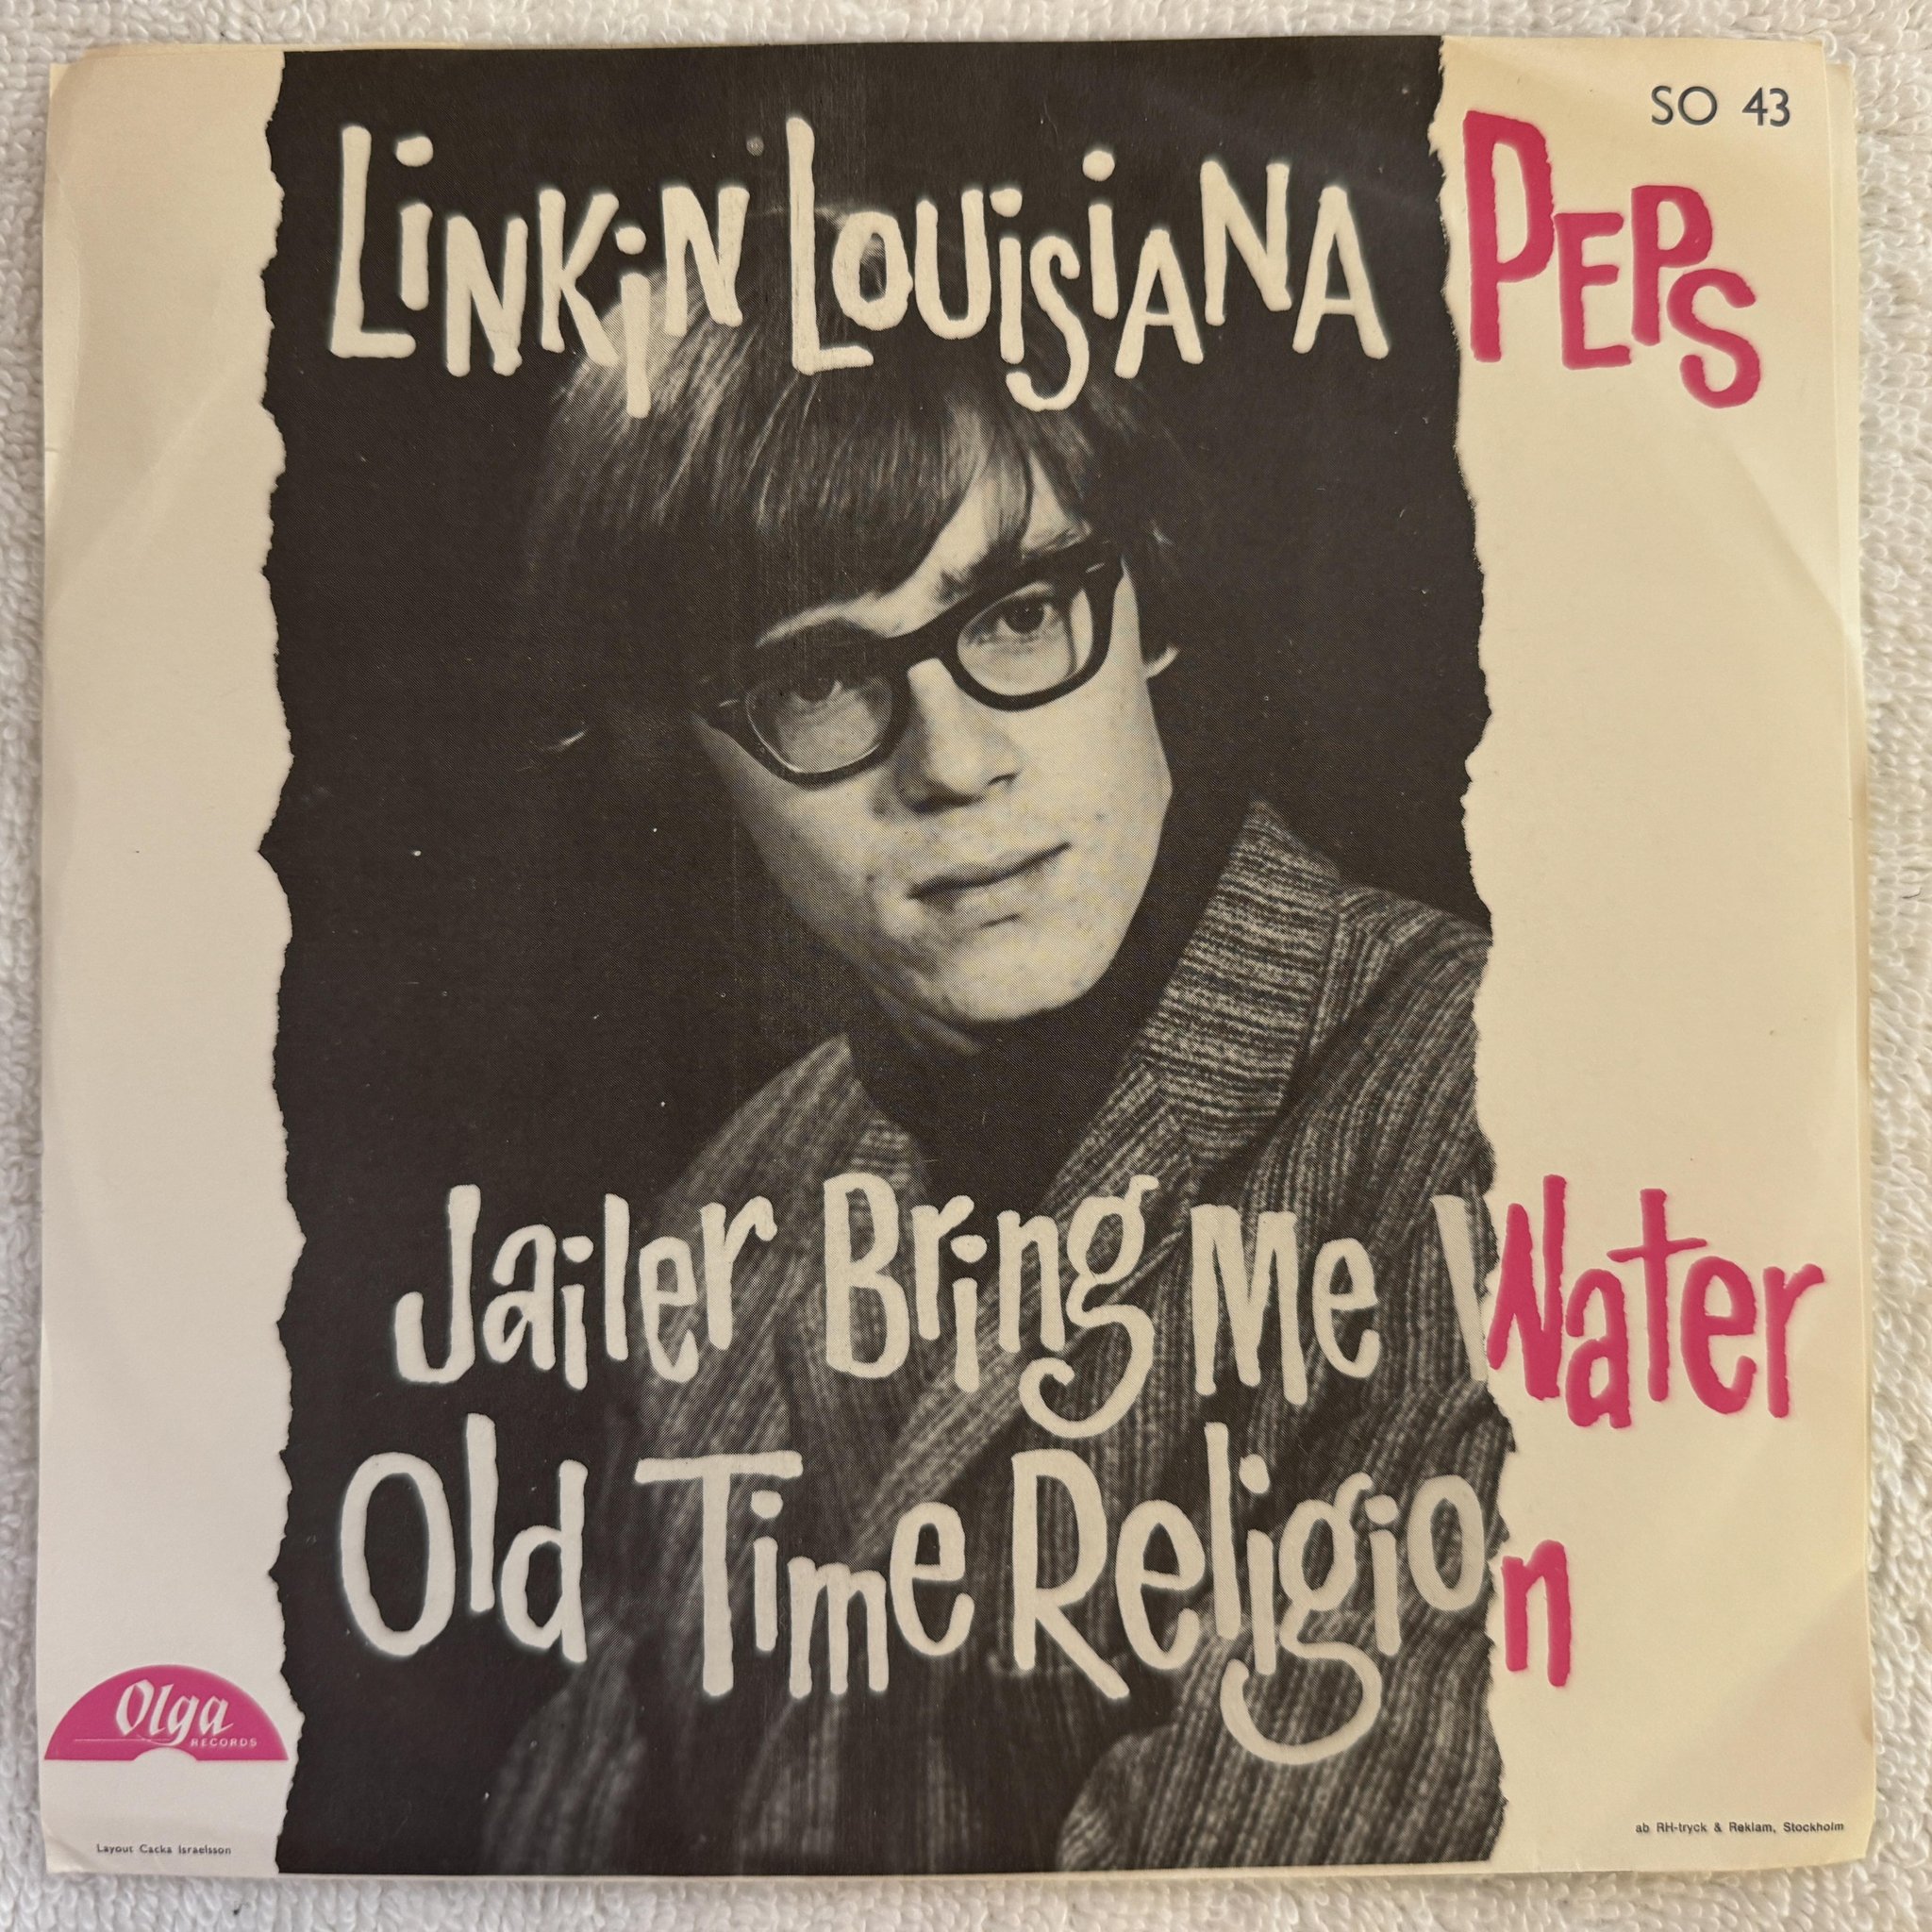 SO 43
LiNKiN LOUiSiANA PEPS
Jailer Bring Me Water
Old Time Religion
Olga
RECORDS
Layout Cacka Israelsson
ab RH-tryck & Reklam, Stockholm